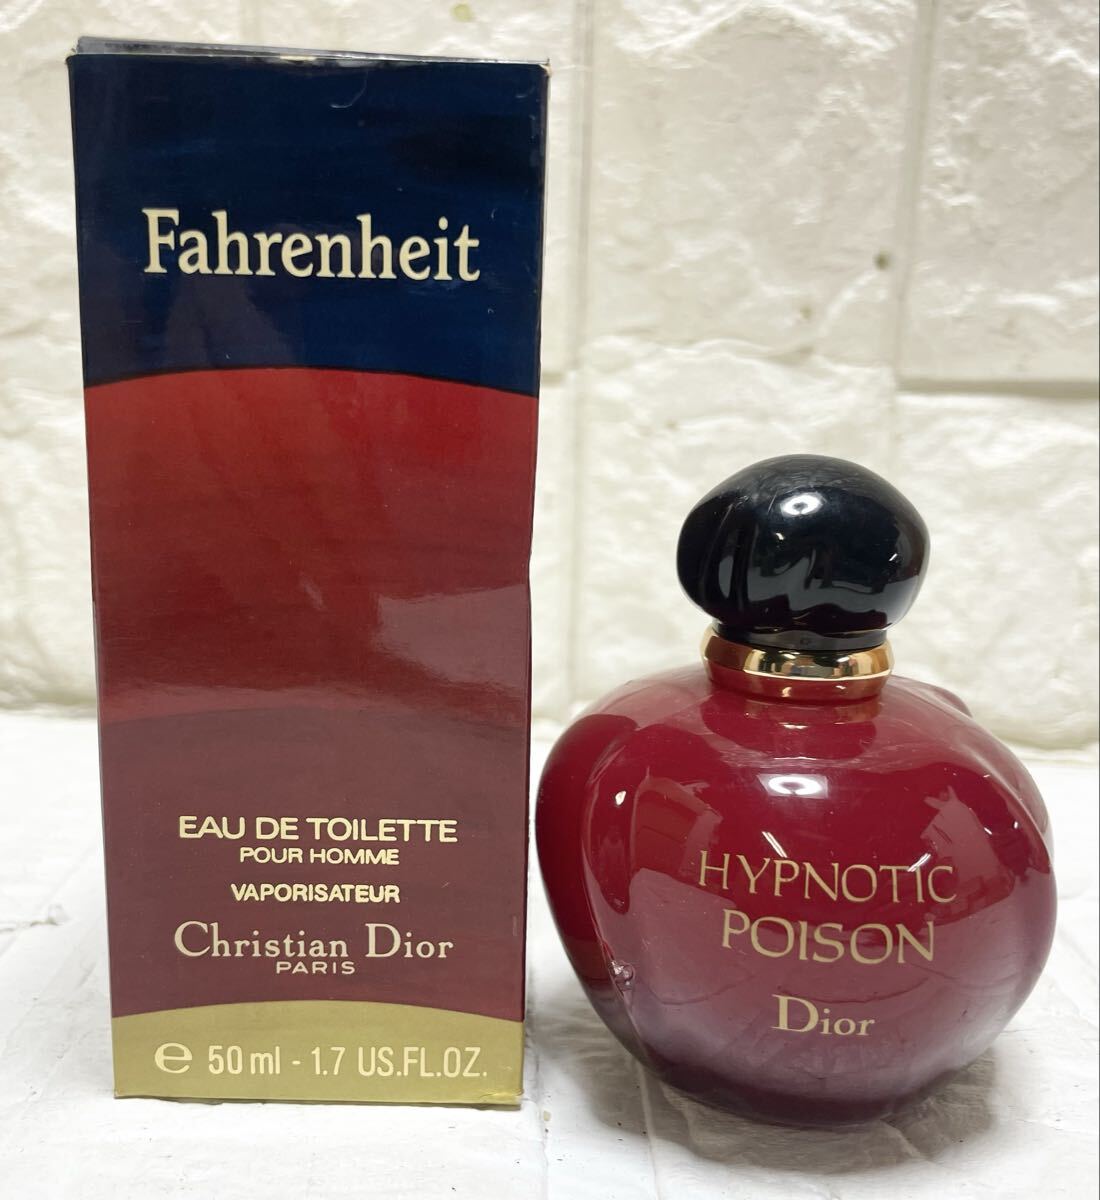 Fahrenheit
EAU DE TOILETTE
POUR HOMME
VAPORISATEUR
Christian Dior
PARIS
℮ 50 ml - 1.7 US.FL.OZ.
HYPNOTIC
POISON
Dior